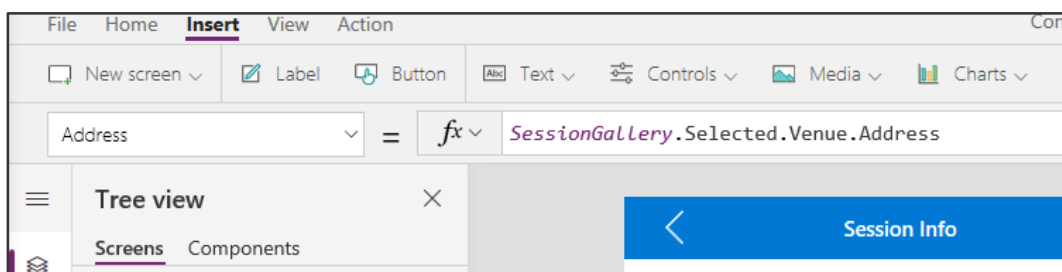 File Home Insert View Action
New screen Label Button Abc Text Controls Media Charts
Address = fx SessionGallery.Selected.Venue.Address
Tree view
Session Info
Screens Components